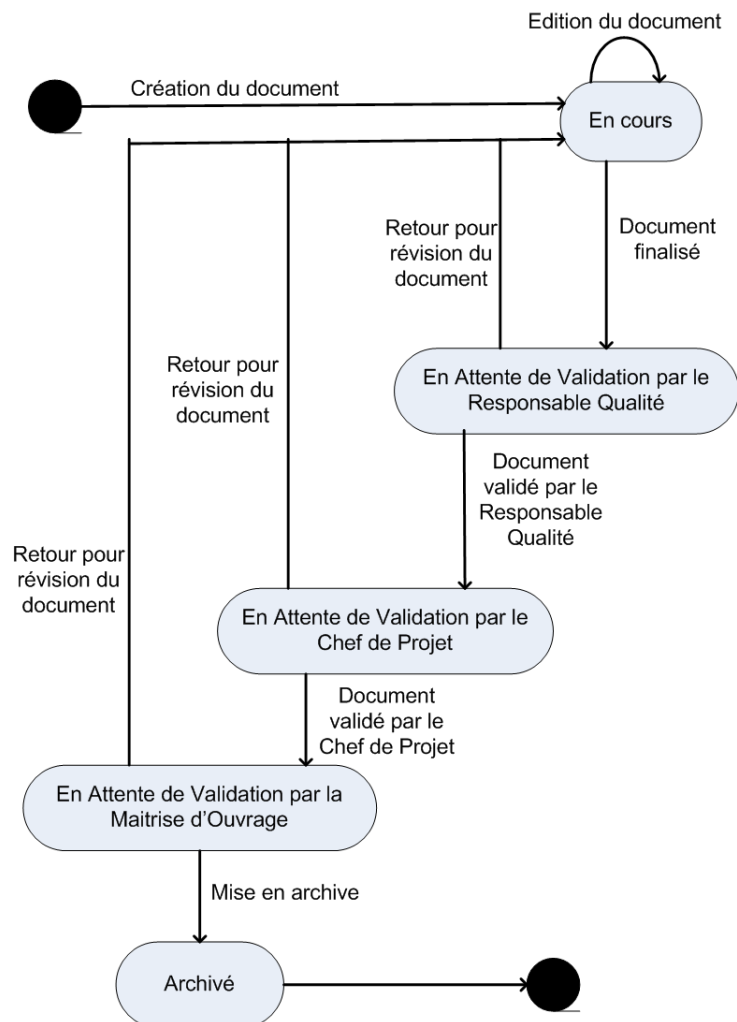 Edition du document
Création du document
En cours
Retour pour
révision du
document
Document
finalisé
Retour pour
révision du
document
En Attente de Validation par le
Responsable Qualité
Document
validé par le
Responsable
Qualité
Retour pour
révision du
document
En Attente de Validation par le
Chef de Projet
Document
validé par le
Chef de Projet
En Attente de Validation par la
Maitrise d'Ouvrage
Mise en archive
Archivé